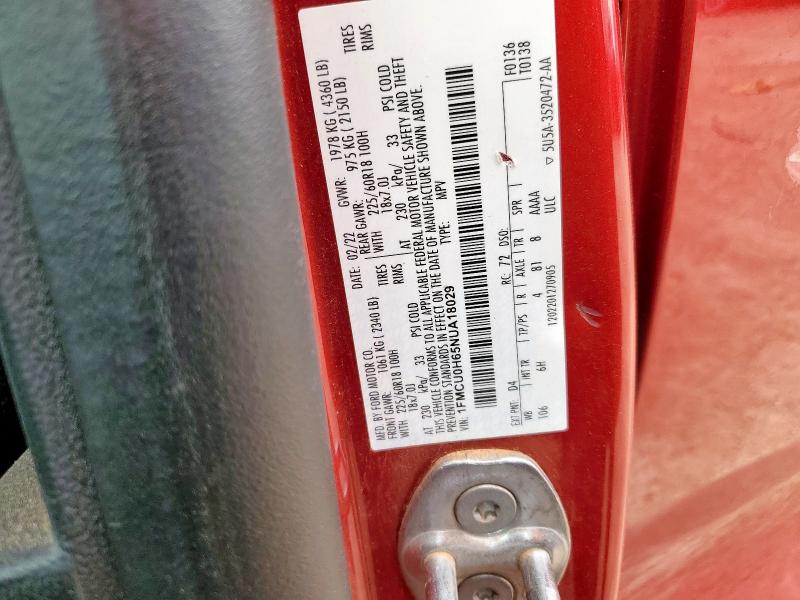 MFD. BY FORD MOTOR CO.
DATE: 02/22 GVWR: 1978 KG ( 4360 LB)
FRONT GAWR: 1061 KG ( 2340 LB) REAR GAWR: 975 KG ( 2150 LB)
WITH 225/60R18 100H TIRES WITH 225/60R18 100H TIRES
18x7.0J RIMS 18x7.0J RIMS
AT 230 kPa/ 33 PSI COLD AT 230 kPa/ 33 PSI COLD
THIS VEHICLE CONFORMS TO ALL APPLICABLE FEDERAL MOTOR VEHICLE SAFETY AND THEFT
PREVENTION STANDARDS IN EFFECT ON THE DATE OF MANUFACTURE SHOWN ABOVE.
VIN: 1FMCU0H65NUA18029 TYPE: MPV
F0136
T0138
EXT PNT: D4 RC: 72 DSO:
WB INT TR TP/PS R AXLE TR SPR
106 6H 4 81 8 AAAA
1202201270905 ULC ▽ 5U5A-3520472-AA